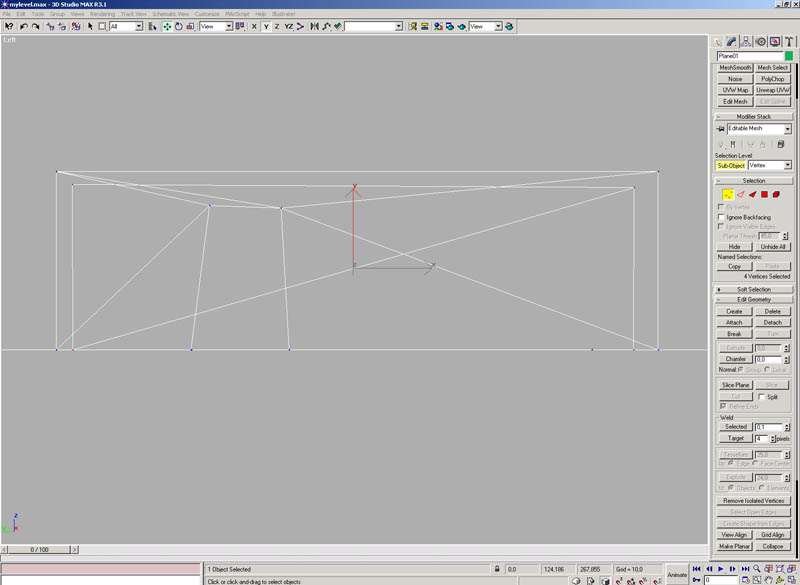 mylevel.max - 3D Studio MAX R3.1
File Edit Tools Group Views Rendering Track View Schematic View Customize MAXScript Help Illustrate!
All View X Y Z YZ View
Left
Plane01
MeshSmooth Mesh Select
Noise PolyChop
UVW Map Unwrap UVW
Edit Mesh Edit Spline
- Modifier Stack
Editable Mesh
Selection Level:
Sub-Object Vertex
- Selection
By Vertex
Ignore Backfacing
Ignore Visible Edges
Planar Thresh: 45,0
Hide Unhide All
Named Selections:
Copy Paste
4 Vertices Selected
+ Soft Selection
- Edit Geometry
Create Delete
Attach Detach
Break Turn
Extrude 0,0
Chamfer 0,0
Normal: Group Local
Slice Plane Slice
Cut Split
Refine Ends
Weld
Selected 0,1
Target 4 pixels
Tessellate 25,0
by: Edge Face-Center
Explode 24,0
to: Objects Elements
Remove Isolated Vertices
Select Open Edges
Create Shape from Edges
View Align Grid Align
Make Planar Collapse
y
z x
z
y x
0 / 100
1 Object Selected 0,0 124,186 267,855 Grid = 10,0
Click or click-and-drag to select objects
Animate 0